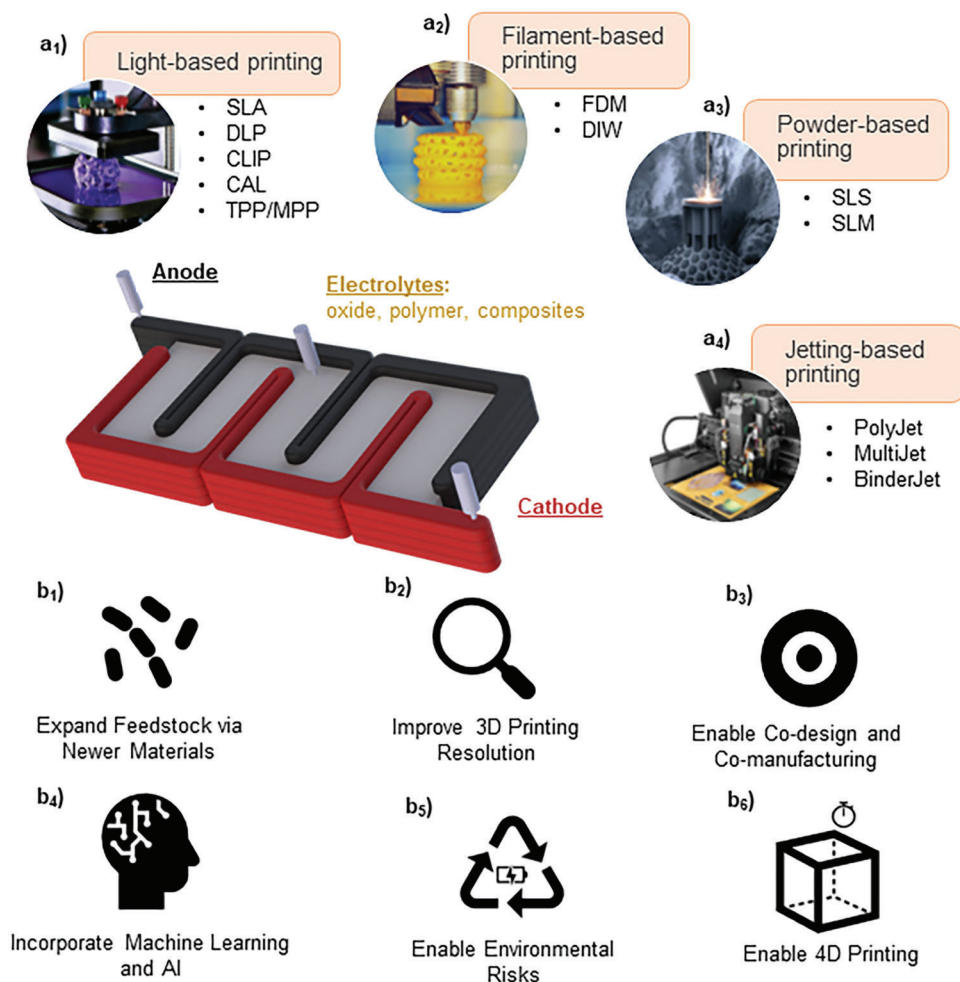 a₁)
Light-based printing
• SLA
• DLP
• CLIP
• CAL
• TPP/MPP
a₂)
Filament-based
printing
• FDM
• DIW
a₃)
Powder-based
printing
• SLS
• SLM
Anode
Electrolytes:
oxide, polymer, composites
Cathode
a₄)
Jetting-based
printing
• PolyJet
• MultiJet
• BinderJet
b₁)
Expand Feedstock via
Newer Materials
b₂)
Improve 3D Printing
Resolution
b₃)
Enable Co-design and
Co-manufacturing
b₄)
Incorporate Machine Learning
and AI
b₅)
Enable Environmental
Risks
b₆)
Enable 4D Printing